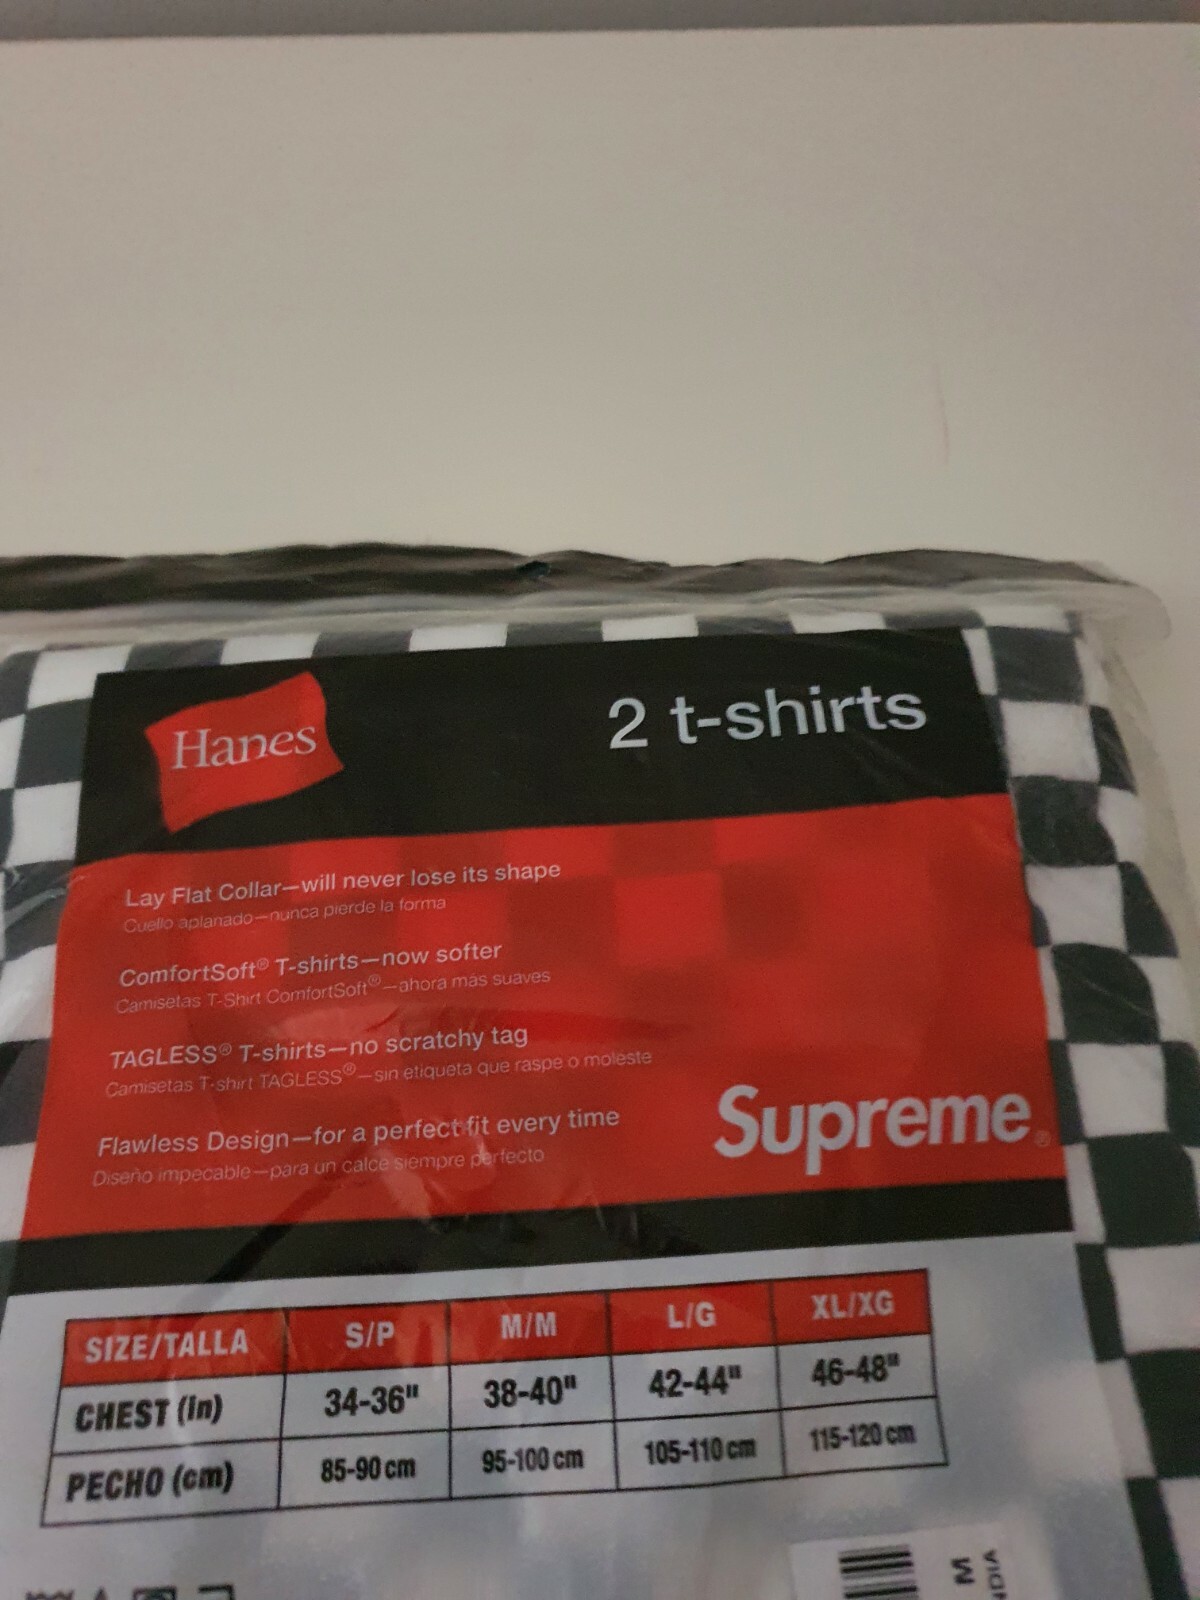 Hanes
2 t-shirts
Lay Flat Collar—will never lose its shape
Cuello aplanado—nunca pierde la forma
ComfortSoft® T-shirts—now softer
Camisetas T-Shirt ComfortSoft®—ahora más suaves
TAGLESS® T-shirts—no scratchy tag
Camisetas T-shirt TAGLESS®—sin etiqueta que raspe o moleste
Flawless Design—for a perfect fit every time
Diseño impecable—para un calce siempre perfecto
Supreme®
SIZE/TALLA S/P M/M L/G XL/XG
CHEST (in) 34-36" 38-40" 42-44" 46-48"
PECHO (cm) 85-90 cm 95-100 cm 105-110 cm 115-120 cm
M